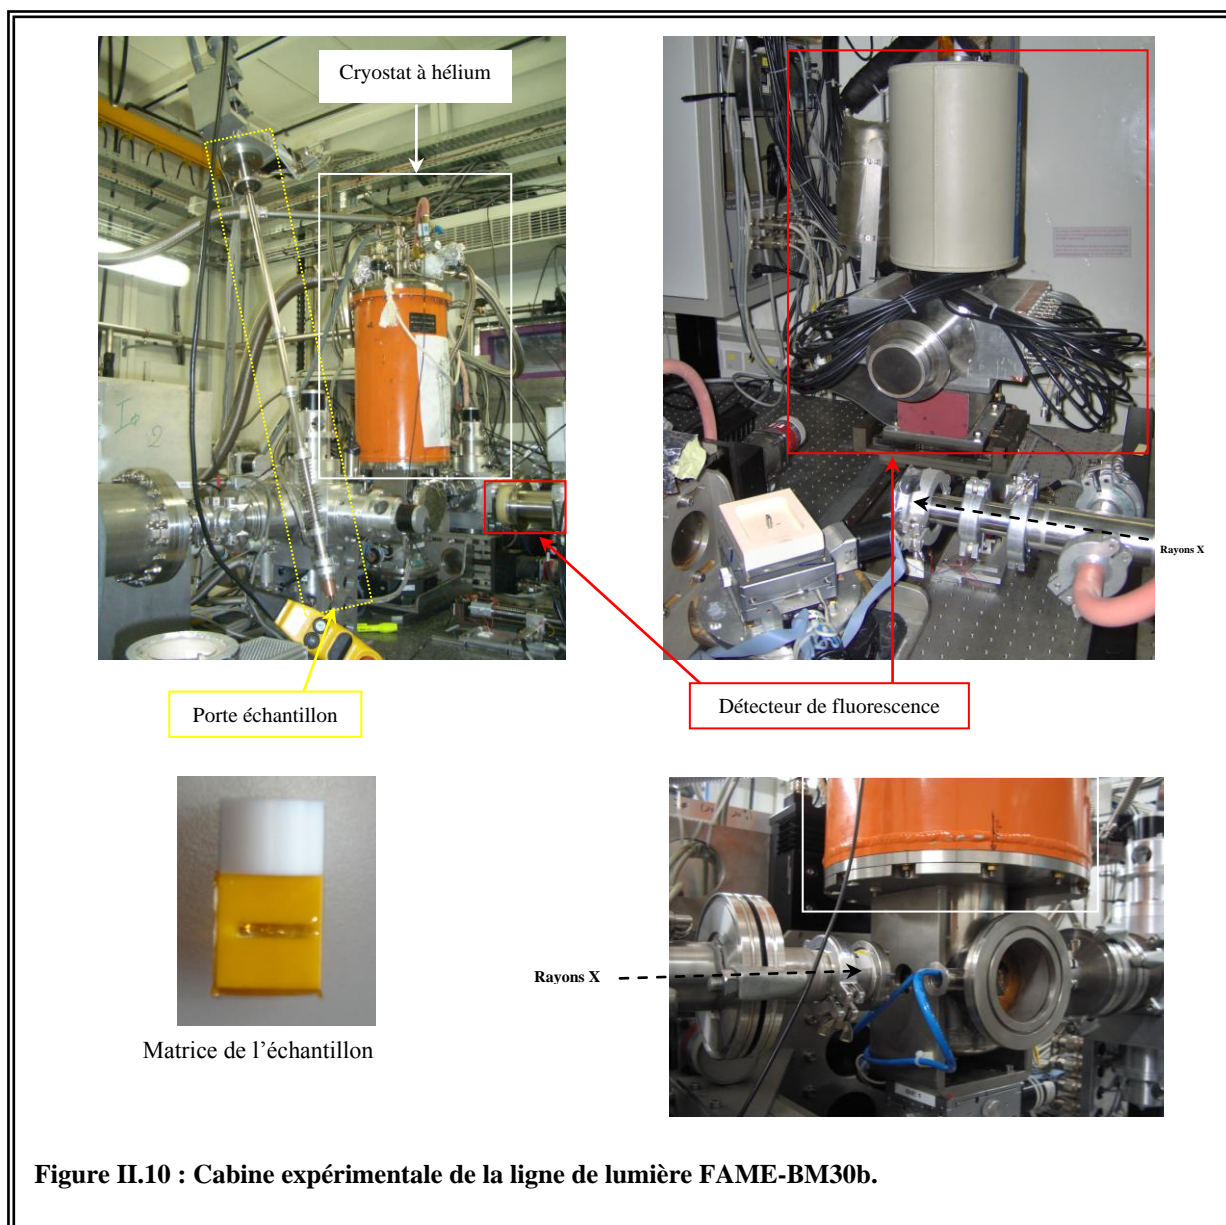 Cryostat à hélium
Rayons X
Porte échantillon
Détecteur de fluorescence
Rayons X
Matrice de l'échantillon
Figure II.10 : Cabine expérimentale de la ligne de lumière FAME-BM30b.